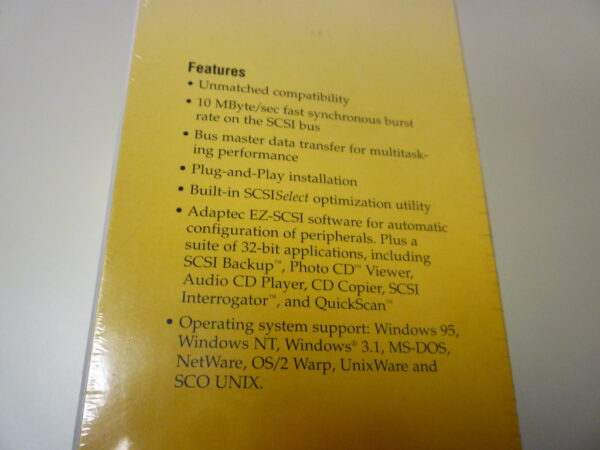 Features
• Unmatched compatibility
• 10 MByte/sec fast synchronous burst
rate on the SCSI bus
• Bus master data transfer for multitask-
ing performance
• Plug-and-Play installation
• Built-in SCSISelect optimization utility
• Adaptec EZ-SCSI software for automatic
configuration of peripherals. Plus a
suite of 32-bit applications, including
SCSI Backup™, Photo CD™ Viewer,
Audio CD Player, CD Copier, SCSI
Interrogator™, and QuickScan™
• Operating system support: Windows 95,
Windows NT, Windows® 3.1, MS-DOS,
NetWare, OS/2 Warp, UnixWare and
SCO UNIX.